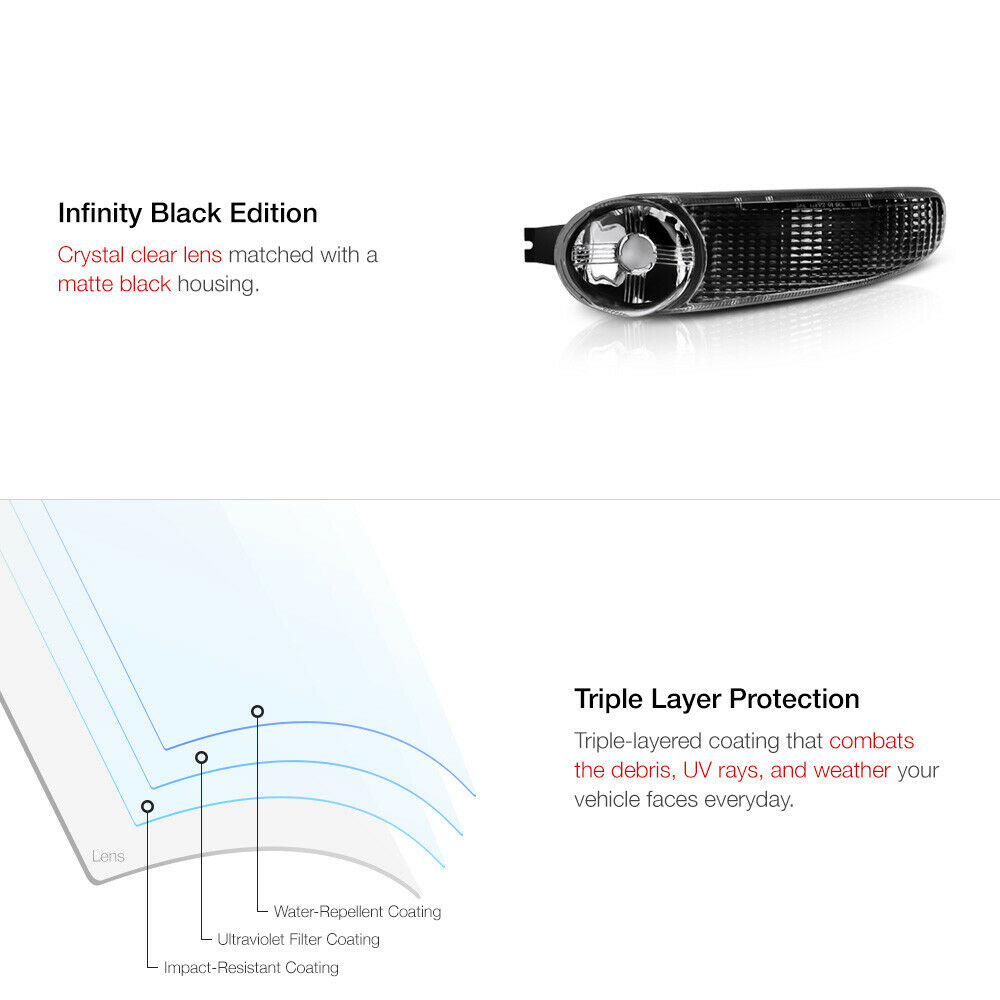 Infinity Black Edition
Crystal clear lens matched with a
matte black housing.
Triple Layer Protection
Triple-layered coating that combats
the debris, UV rays, and weather your
vehicle faces everyday.
Lens
Water-Repellent Coating
Ultraviolet Filter Coating
Impact-Resistant Coating